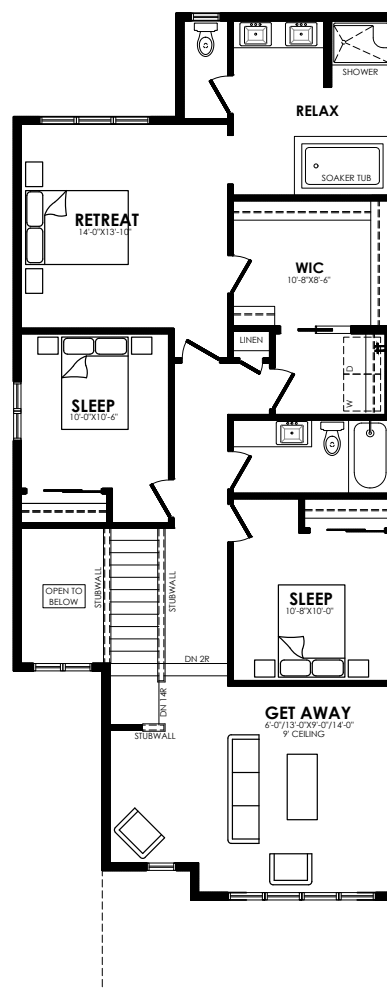 SHOWER
RELAX
SOAKER TUB
RETREAT
14'-0"X13'-10"
WIC
10'-8"X8'-6"
LINEN
D
W
SLEEP
10'-0"X10'-6"
OPEN TO
BELOW
STUBWALL
STUBWALL
SLEEP
10'-8"X10'-0"
DN 2R
DN 14R
STUBWALL
GET AWAY
6'-0"/13'-0"X9'-0"/14'-0"
9' CEILING